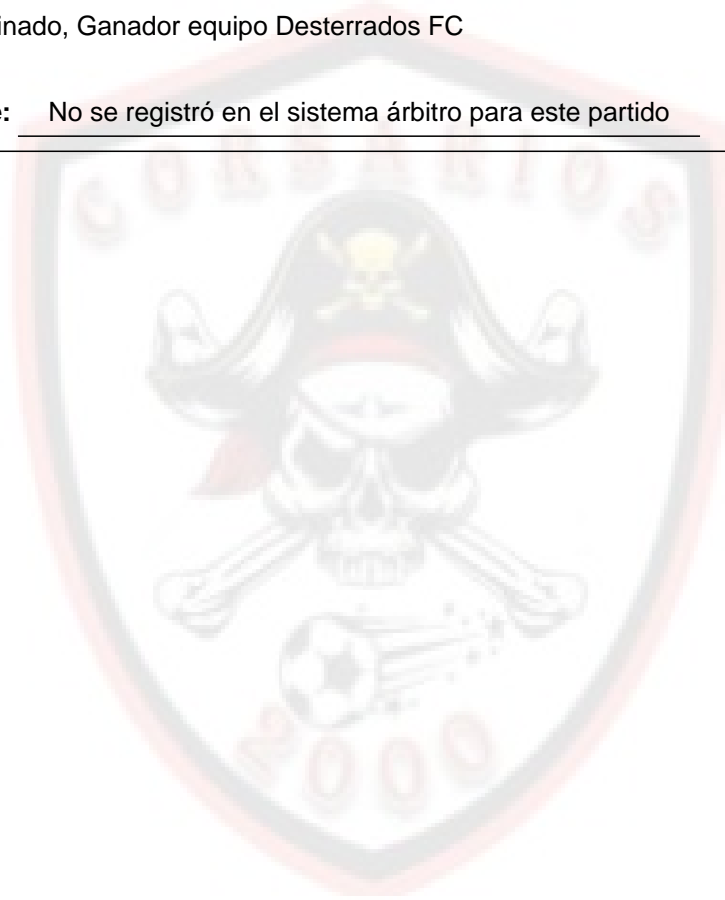 inado, Ganador equipo Desterrados FC
e: No se registró en el sistema árbitro para este partido
CORSARIOS
2000